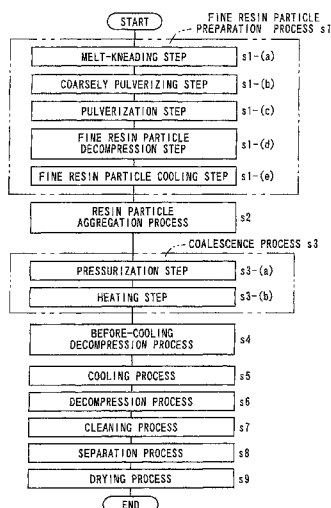 START
FINE RESIN PARTICLE
PREPARATION PROCESS s1
MELT-KNEADING STEP s1-(a)
COARSELY PULVERIZING STEP s1-(b)
PULVERIZATION STEP s1-(c)
FINE RESIN PARTICLE
DECOMPRESSION STEP s1-(d)
FINE RESIN PARTICLE COOLING STEP s1-(e)
RESIN PARTICLE
AGGREGATION PROCESS s2
COALESCENCE PROCESS s3
PRESSURIZATION STEP s3-(a)
HEATING STEP s3-(b)
BEFORE-COOLING
DECOMPRESSION PROCESS s4
COOLING PROCESS s5
DECOMPRESSION PROCESS s6
CLEANING PROCESS s7
SEPARATION PROCESS s8
DRYING PROCESS s9
END